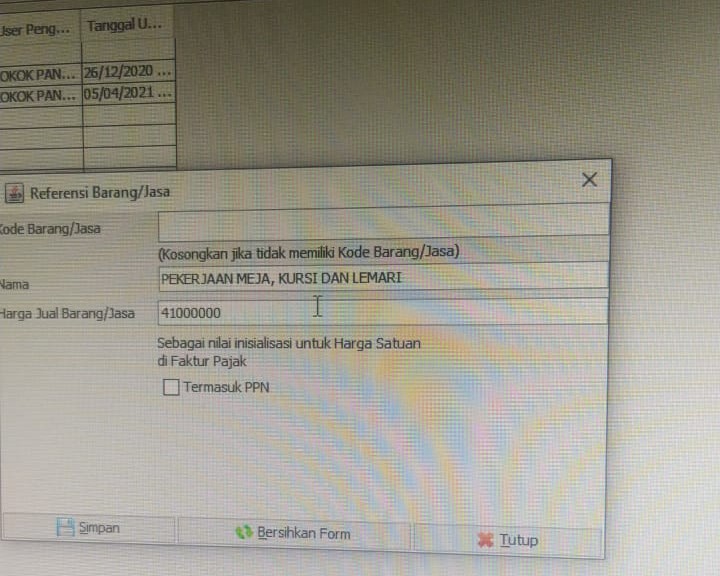 User Peng... Tanggal U...
OKOK PAN... 26/12/2020 ...
OKOK PAN... 05/04/2021 ...
Referensi Barang/Jasa
Kode Barang/Jasa
(Kosongkan jika tidak memiliki Kode Barang/Jasa)
Nama PEKERJAAN MEJA, KURSI DAN LEMARI
Harga Jual Barang/Jasa 41000000
Sebagai nilai inisialisasi untuk Harga Satuan
di Faktur Pajak
Termasuk PPN
Simpan Bersihkan Form Tutup